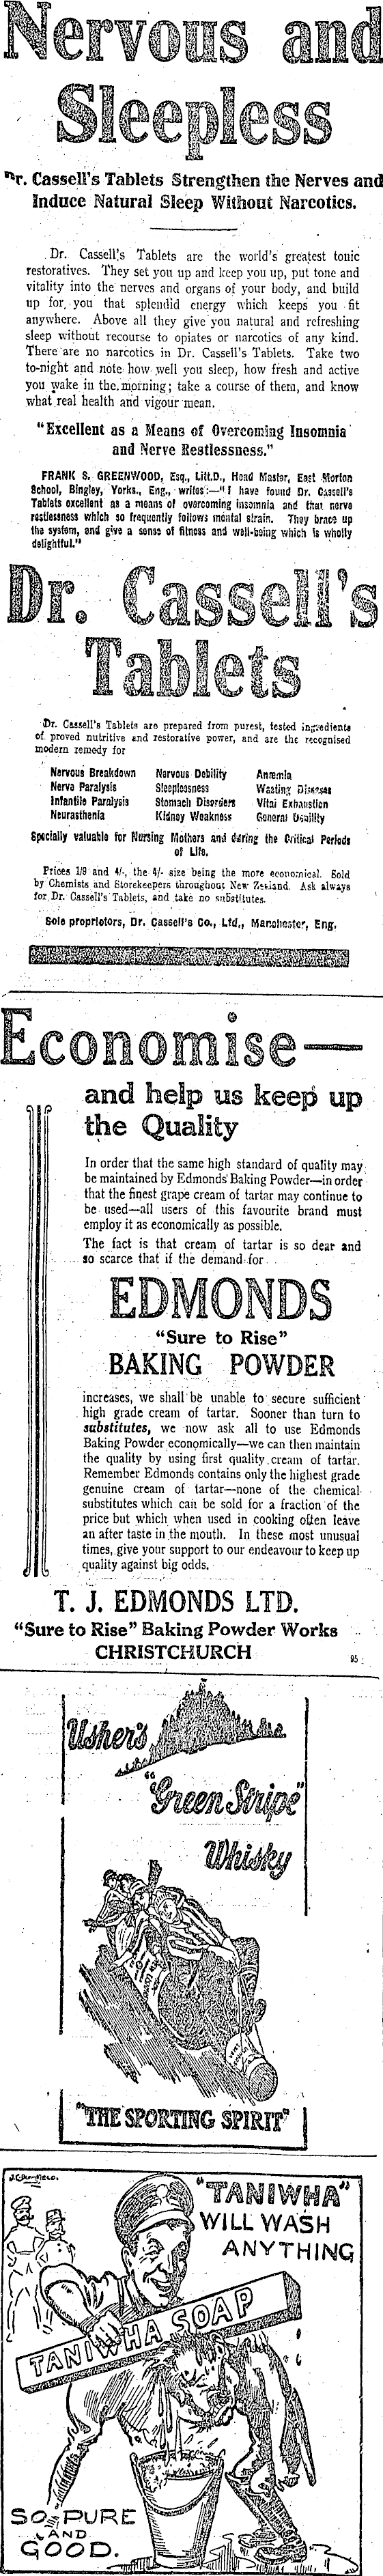 Nervous and
Sleepless
Dr. Cassell's Tablets Strengthen the Nerves and
Induce Natural Sleep Without Narcotics.
Dr. Cassell's Tablets are the world's greatest tonic
restoratives. They set you up and keep you up, put tone and
vitality into the nerves and organs of your body, and build
up for you that splendid energy which keeps you fit
anywhere. Above all they give you natural and refreshing
sleep without recourse to opiates or narcotics of any kind.
There are no narcotics in Dr. Cassell's Tablets. Take two
to-night and note how well you sleep, how fresh and active
you wake in the morning; take a course of them, and know
what real health and vigour mean.
"Excellent as a Means of Overcoming Insomnia
and Nerve Restlessness."
FRANK S. GREENWOOD, Esq., Litt.D., Head Master, East Morton
School, Bingley, Yorks., Eng., writes:—"I have found Dr. Cassell's
Tablets excellent as a means of overcoming insomnia and that nerve
restlessness which so frequently follows mental strain. They brace up
the system, and give a sense of fitness and well-being which is wholly
delightful."
Dr. Cassell's
Tablets
Dr. Cassell's Tablets are prepared from purest, tested ingredients
of proved nutritive and restorative power, and are the recognised
modern remedy for
Nervous Breakdown Nervous Debility Anæmia
Nerve Paralysis Sleeplessness Wasting Diseases
Infantile Paralysis Stomach Disorders Vital Exhaustion
Neurasthenia Kidney Weakness General Debility
Specially valuable for Nursing Mothers and during the Critical Periods
of Life.
Prices 1/9 and 4/-, the 4/- size being the more economical. Sold
by Chemists and Storekeepers throughout New Zealand. Ask always
for Dr. Cassell's Tablets, and take no substitutes.
Sole proprietors, Dr. Cassell's Co., Ltd., Manchester, Eng.
Economise—
and help us keep up
the Quality
In order that the same high standard of quality may
be maintained by Edmonds' Baking Powder—in order
that the finest grape cream of tartar may continue to
be used—all users of this favourite brand must
employ it as economically as possible.
The fact is that cream of tartar is so dear and
so scarce that if the demand for
EDMONDS
"Sure to Rise"
BAKING POWDER
increases, we shall be unable to secure sufficient
high grade cream of tartar. Sooner than turn to
substitutes, we now ask all to use Edmonds
Baking Powder economically—we can then maintain
the quality by using first quality cream of tartar.
Remember Edmonds contains only the highest grade
genuine cream of tartar—none of the chemical
substitutes which can be sold for a fraction of the
price but which when used in cooking often leave
an after taste in the mouth. In these most unusual
times, give your support to our endeavour to keep up
quality against big odds.
T. J. EDMONDS LTD.
"Sure to Rise" Baking Powder Works
CHRISTCHURCH
95
Usher's
"Green Stripe"
Whisky
"THE SPORTING SPIRIT"
"TANIWHA"
WILL WASH
ANYTHING
TANIWHA SOAP
SO PURE
AND
GOOD.